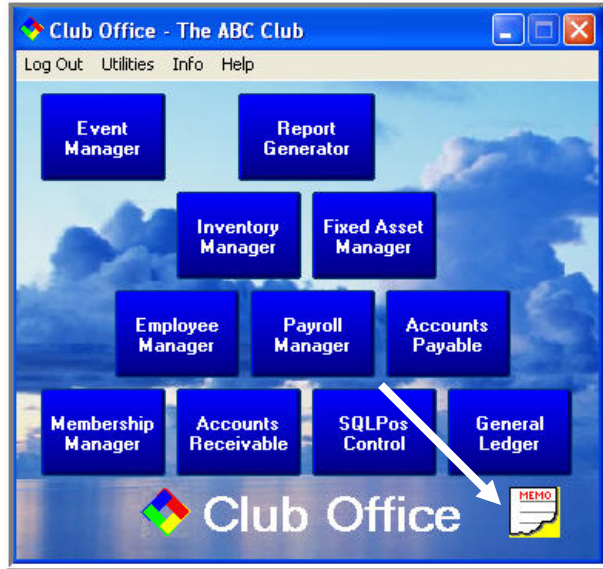 Club Office - The ABC Club
Log Out Utilities Info Help
Event
Manager
Report
Generator
Inventory
Manager
Fixed Asset
Manager
Employee
Manager
Payroll
Manager
Accounts
Payable
Membership
Manager
Accounts
Receivable
SQLPos
Control
General
Ledger
Club Office
MEMO